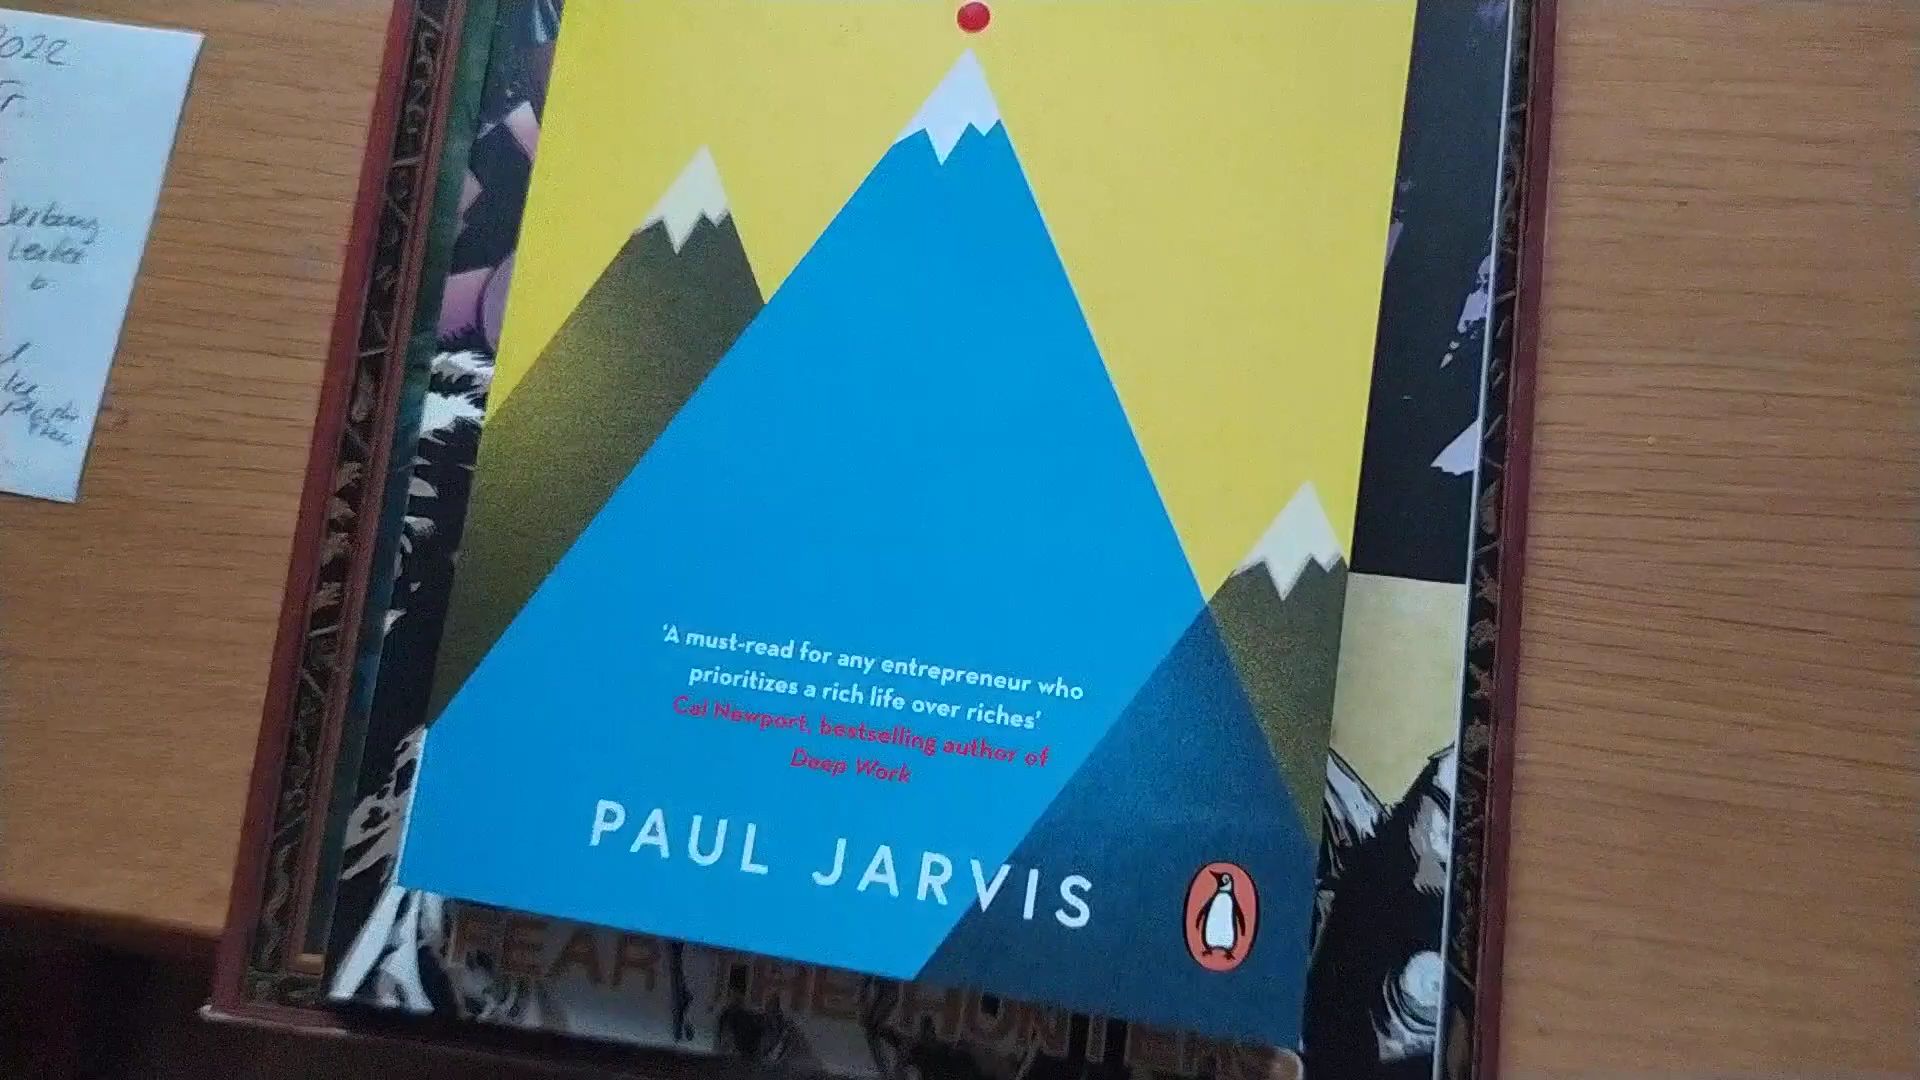 2022
'A must-read for any entrepreneur who
prioritizes a rich life over riches'
Cal Newport, bestselling author of
Deep Work
PAUL JARVIS
FEAR THE HUNTERS